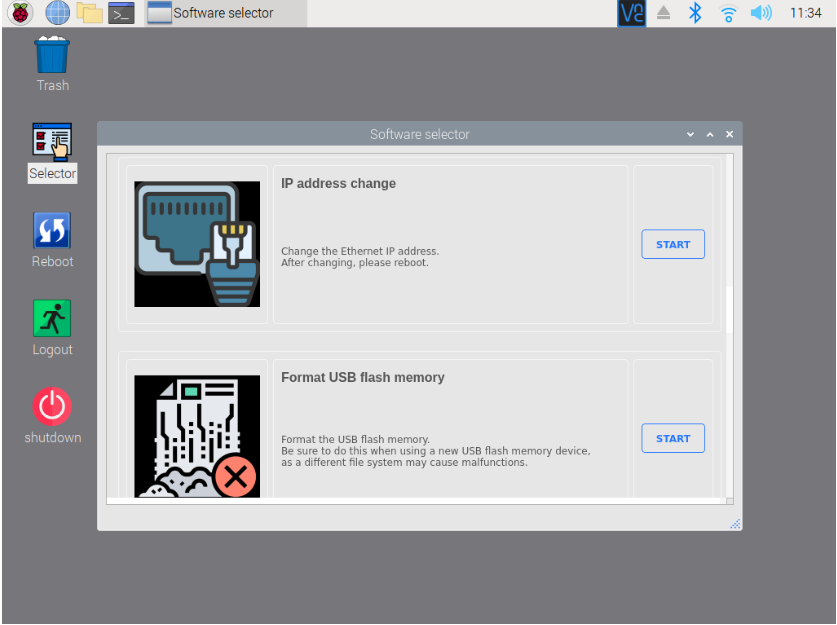 Software selector
11:34
Trash
Selector
Reboot
Logout
shutdown
Software selector
IP address change
Change the Ethernet IP address.
After changing, please reboot.
START
Format USB flash memory
Format the USB flash memory.
Be sure to do this when using a new USB flash memory device,
as a different file system may cause malfunctions.
START